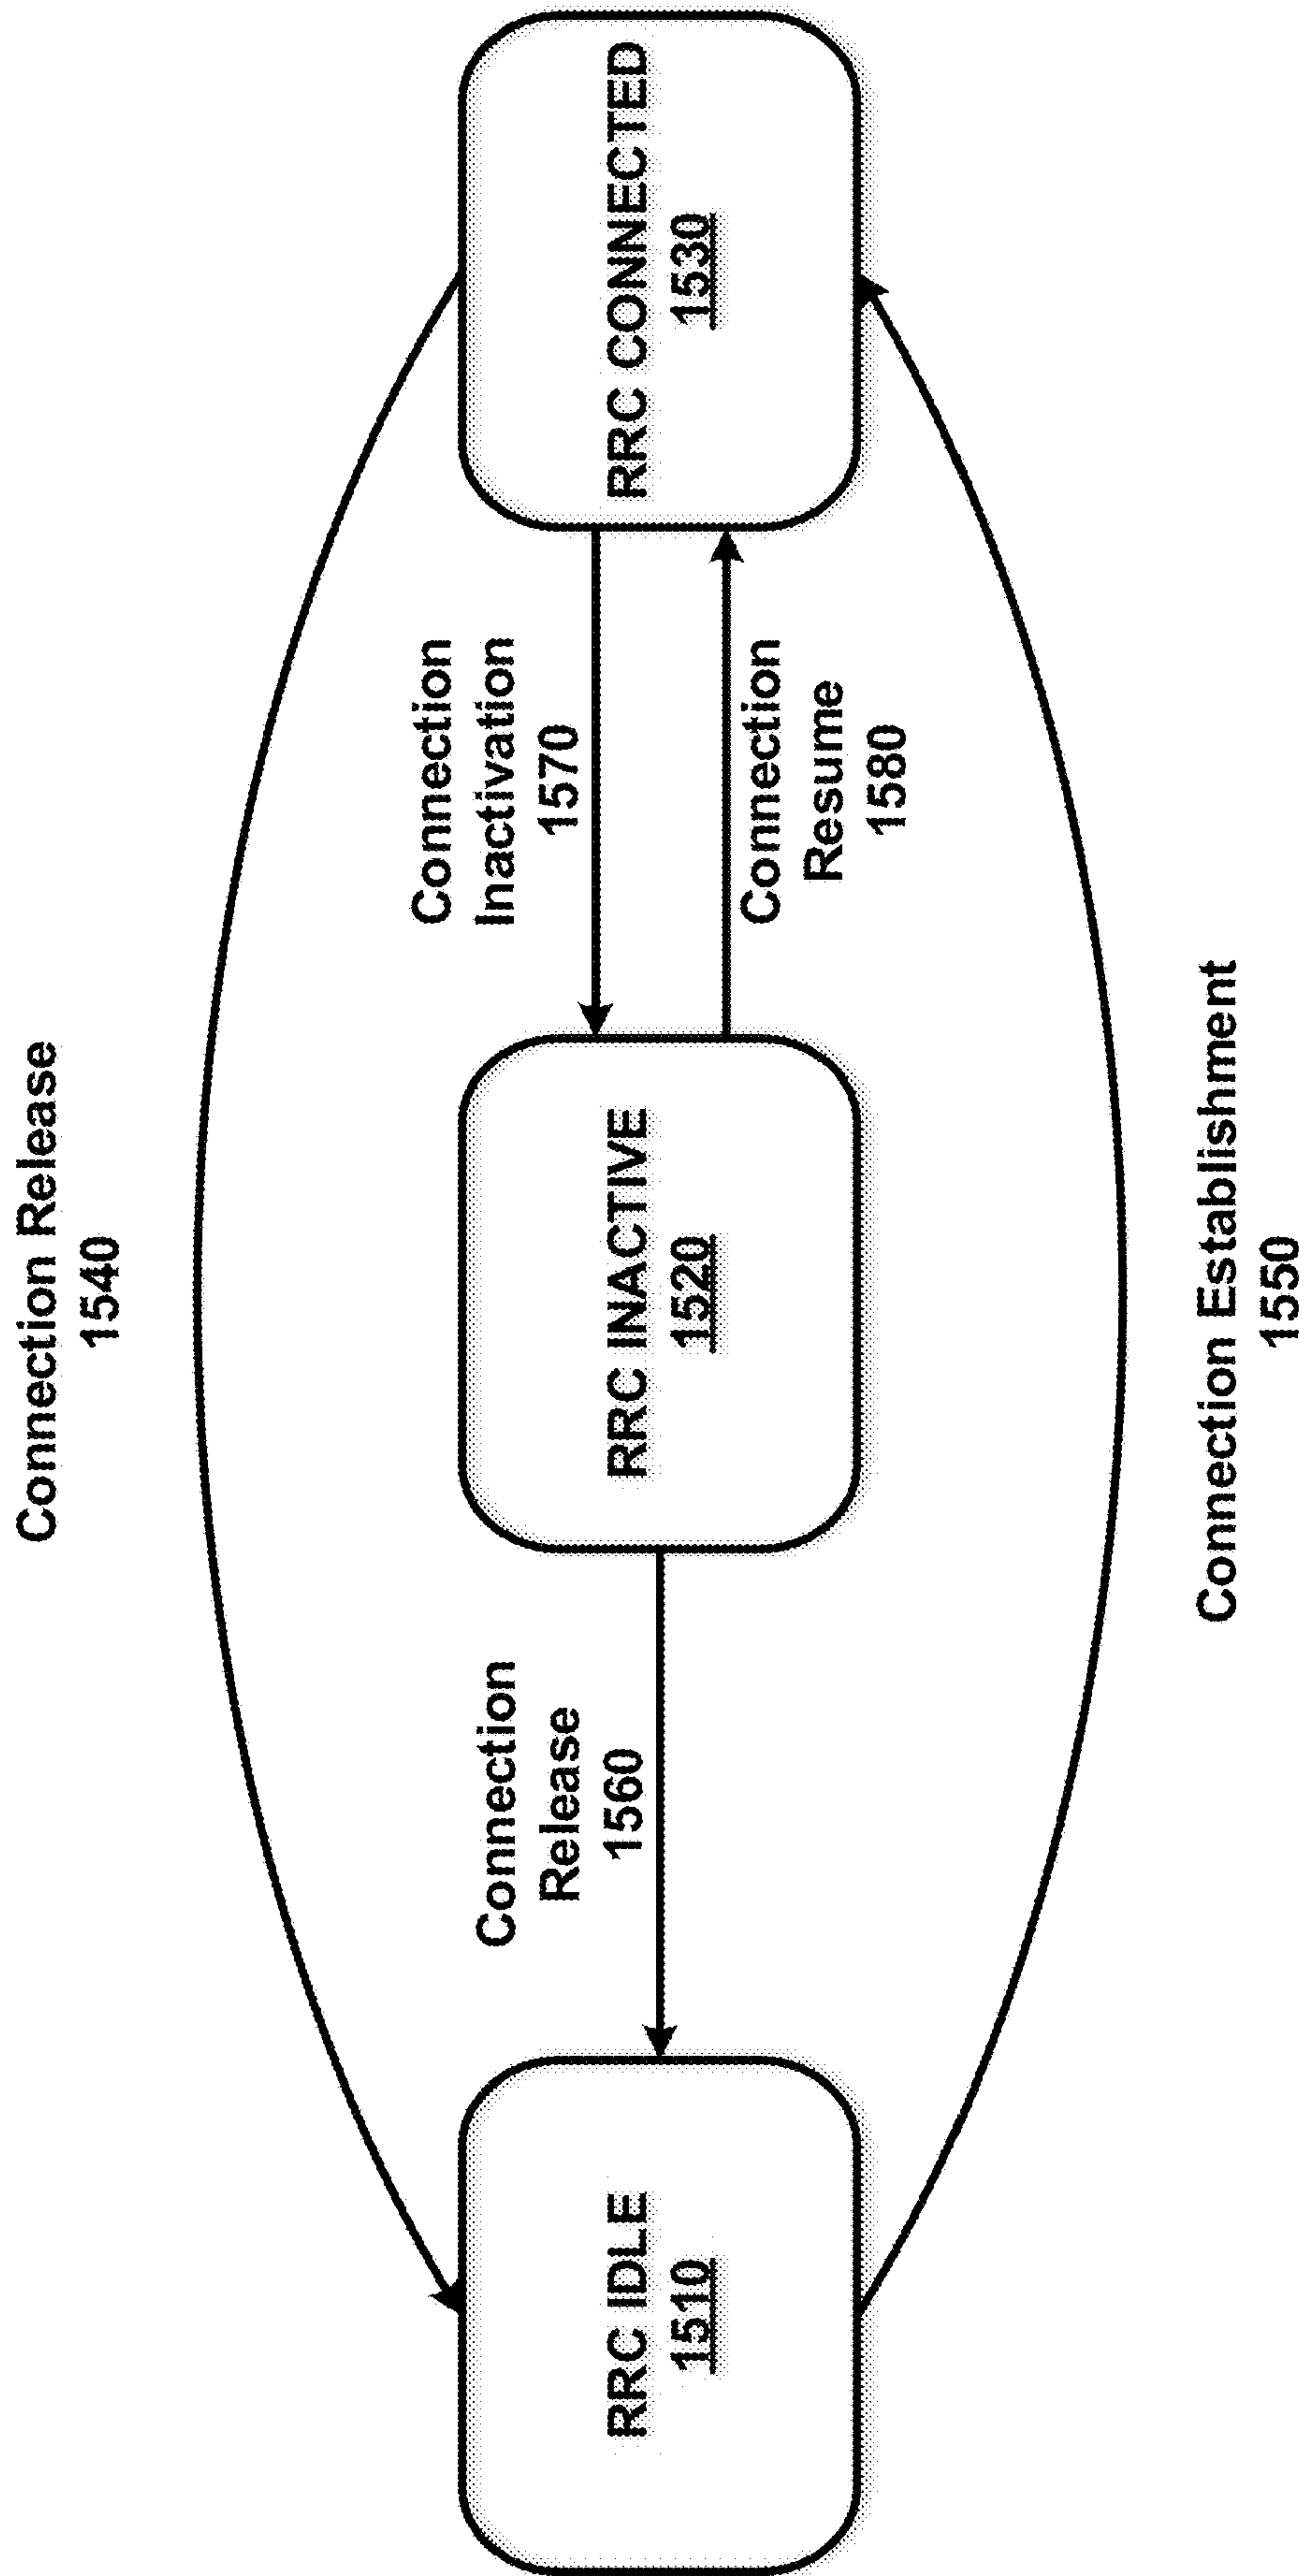 Connection Release
1540
RRC IDLE
1510
Connection
Release
1560
RRC INACTIVE
1520
Connection
Inactivation
1570
Connection
Resume
1580
RRC CONNECTED
1530
Connection Establishment
1550